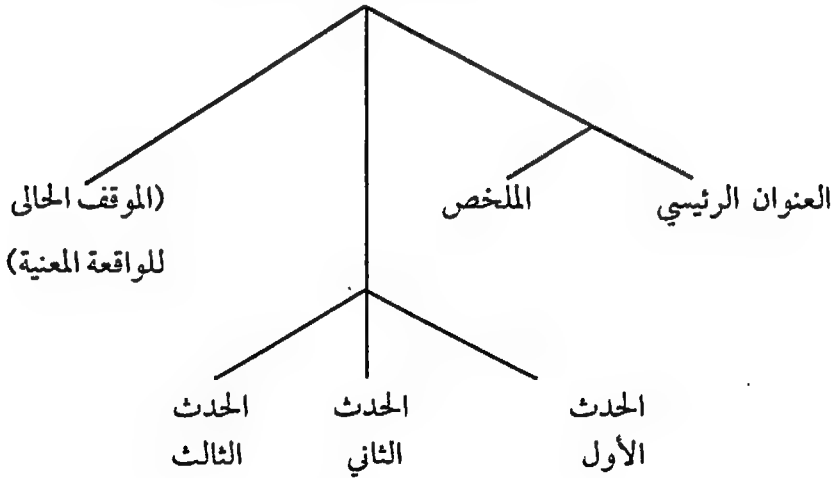 العنوان الرئيسي
الملخص
(الموقف الحالى
للواقعة المعنية)
الحدث
الأول
الحدث
الثاني
الحدث
الثالث